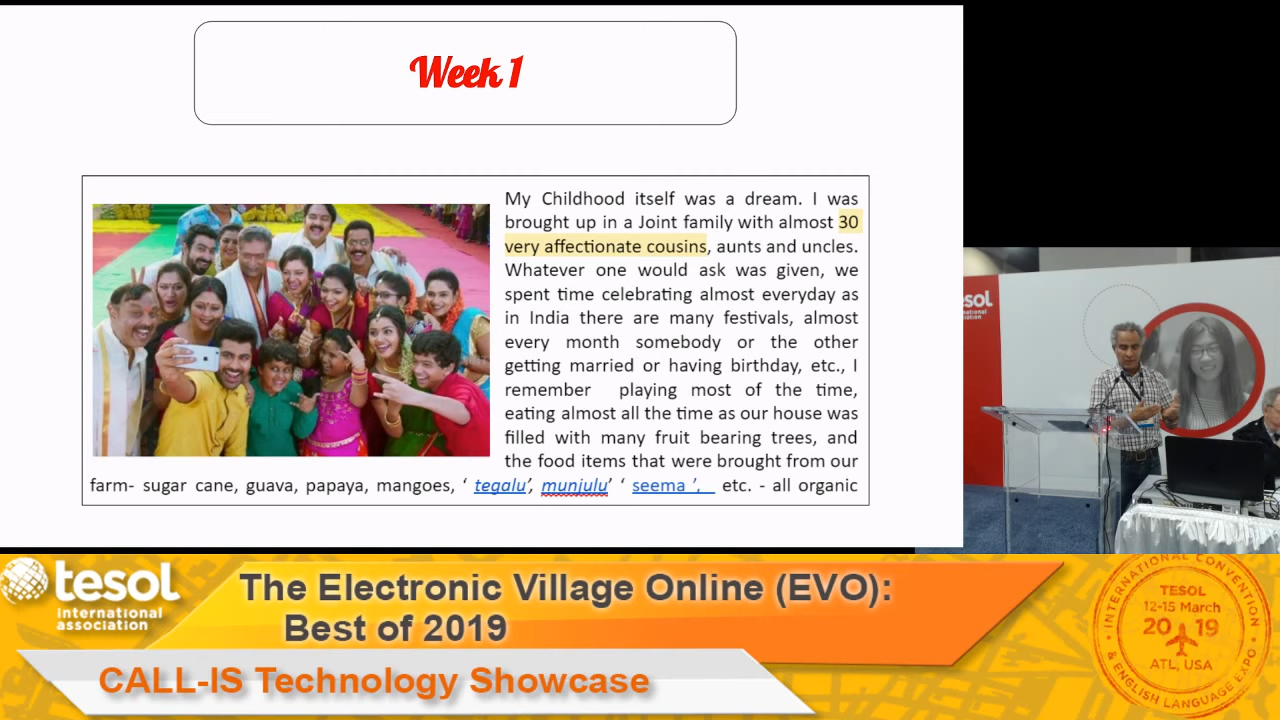 Week 1
My Childhood itself was a dream. I was
brought up in a Joint family with almost 30
very affectionate cousins, aunts and uncles.
Whatever one would ask was given, we
spent time celebrating almost everyday as
in India there are many festivals, almost
every month somebody or the other
getting married or having birthday, etc., I
remember playing most of the time,
eating almost all the time as our house was
filled with many fruit bearing trees, and
the food items that were brought from our
farm- sugar cane, guava, papaya, mangoes, ‘ tegalu’, munjulu’ ‘ seema ’, etc. - all organic
tesol
international
association
The Electronic Village Online (EVO):
Best of 2019
CALL-IS Technology Showcase
INTERNATIONAL CONVENTION
TESOL
12-15 March
20 19
ATL, USA
& ENGLISH LANGUAGE EXPO